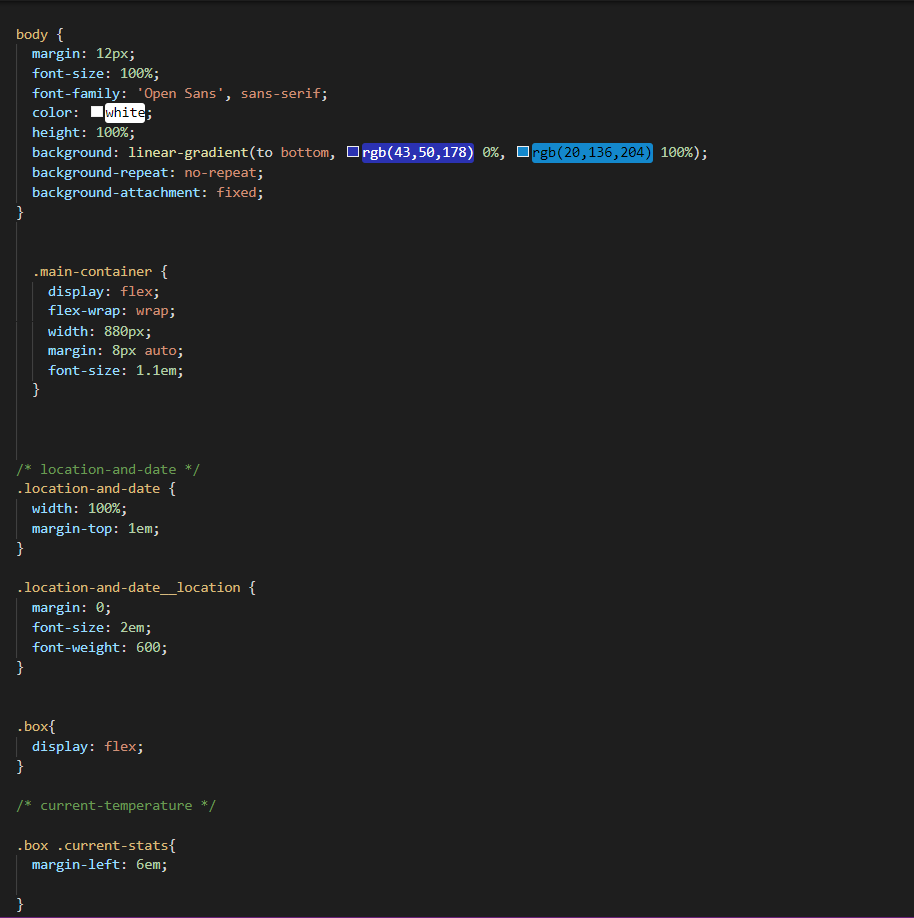 body {
margin: 12px;
font-size: 100%;
font-family: 'Open Sans', sans-serif;
color: white;
height: 100%;
background: linear-gradient(to bottom, rgb(43,50,178) 0%, rgb(20,136,204) 100%);
background-repeat: no-repeat;
background-attachment: fixed;
}
.main-container {
display: flex;
flex-wrap: wrap;
width: 880px;
margin: 8px auto;
font-size: 1.1em;
}
/* location-and-date */
.location-and-date {
width: 100%;
margin-top: 1em;
}
.location-and-date__location {
margin: 0;
font-size: 2em;
font-weight: 600;
}
.box{
display: flex;
}
/* current-temperature */
.box .current-stats{
margin-left: 6em;
}